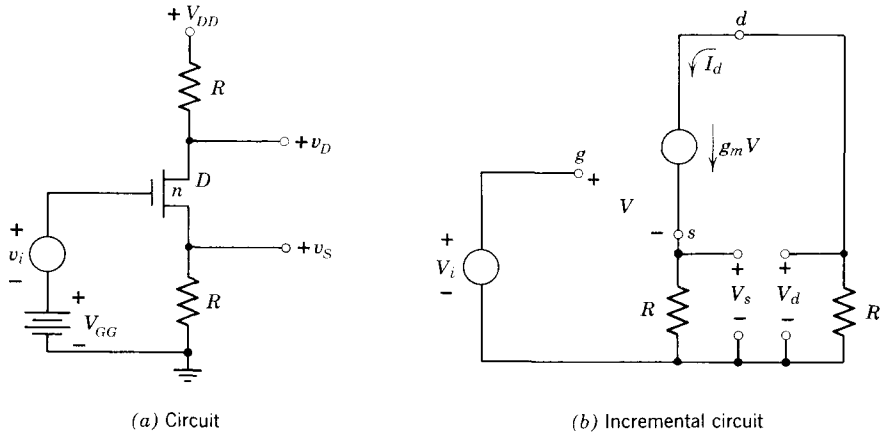 + V_DD
R
+ v_D
D
n
+
v_i
−
+ v_S
R
+
V_GG
−
(a) Circuit
d
I_d
g_m V
g
+
V
− s
+
V_i
−
R
+
V_s
−
+
V_d
−
R
(b) Incremental circuit